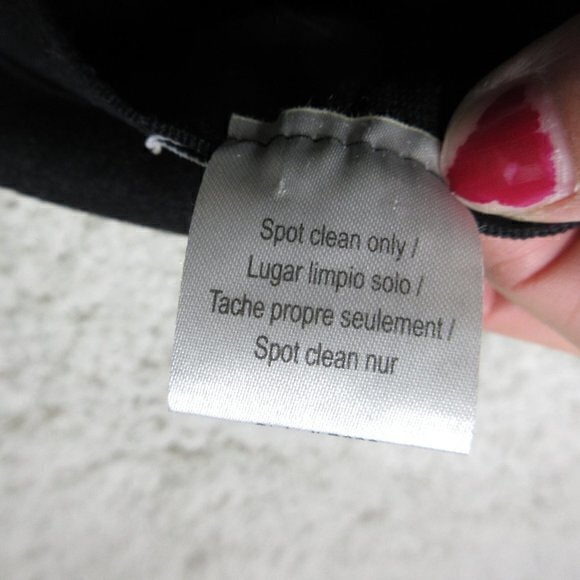 Spot clean only /
Lugar limpio solo /
Tache propre seulement /
Spot clean nur